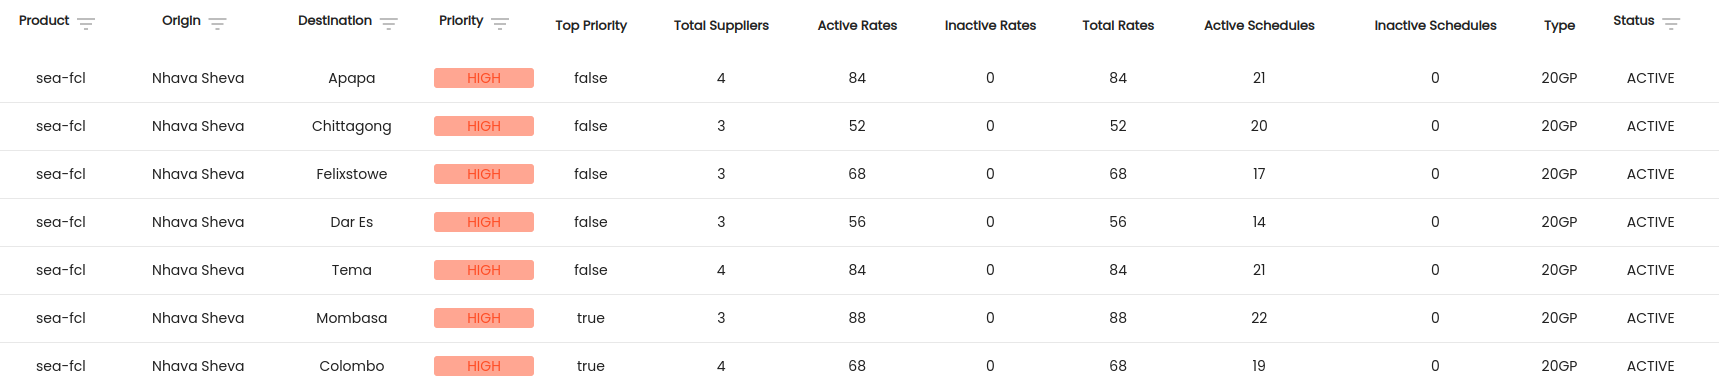 Product Origin Destination Priority Top Priority Total Suppliers Active Rates Inactive Rates Total Rates Active Schedules Inactive Schedules Type Status
sea-fcl Nhava Sheva Apapa HIGH false 4 84 0 84 21 0 20GP ACTIVE
sea-fcl Nhava Sheva Chittagong HIGH false 3 52 0 52 20 0 20GP ACTIVE
sea-fcl Nhava Sheva Felixstowe HIGH false 3 68 0 68 17 0 20GP ACTIVE
sea-fcl Nhava Sheva Dar Es HIGH false 3 56 0 56 14 0 20GP ACTIVE
sea-fcl Nhava Sheva Tema HIGH false 4 84 0 84 21 0 20GP ACTIVE
sea-fcl Nhava Sheva Mombasa HIGH true 3 88 0 88 22 0 20GP ACTIVE
sea-fcl Nhava Sheva Colombo HIGH true 4 68 0 68 19 0 20GP ACTIVE